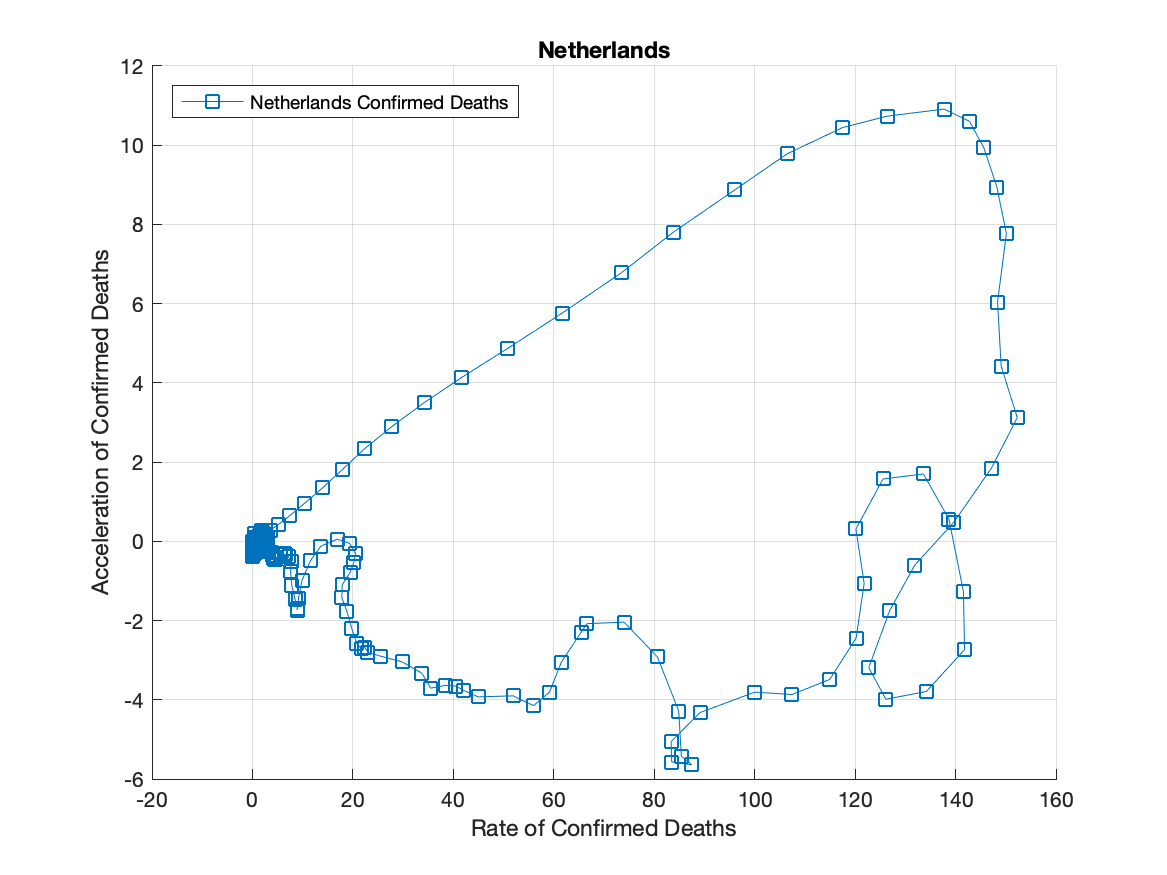 Netherlands
12
Netherlands Confirmed Deaths
10
8
6
4
2
0
-2
-4
-6
Acceleration of Confirmed Deaths
-20 0 20 40 60 80 100 120 140 160
Rate of Confirmed Deaths